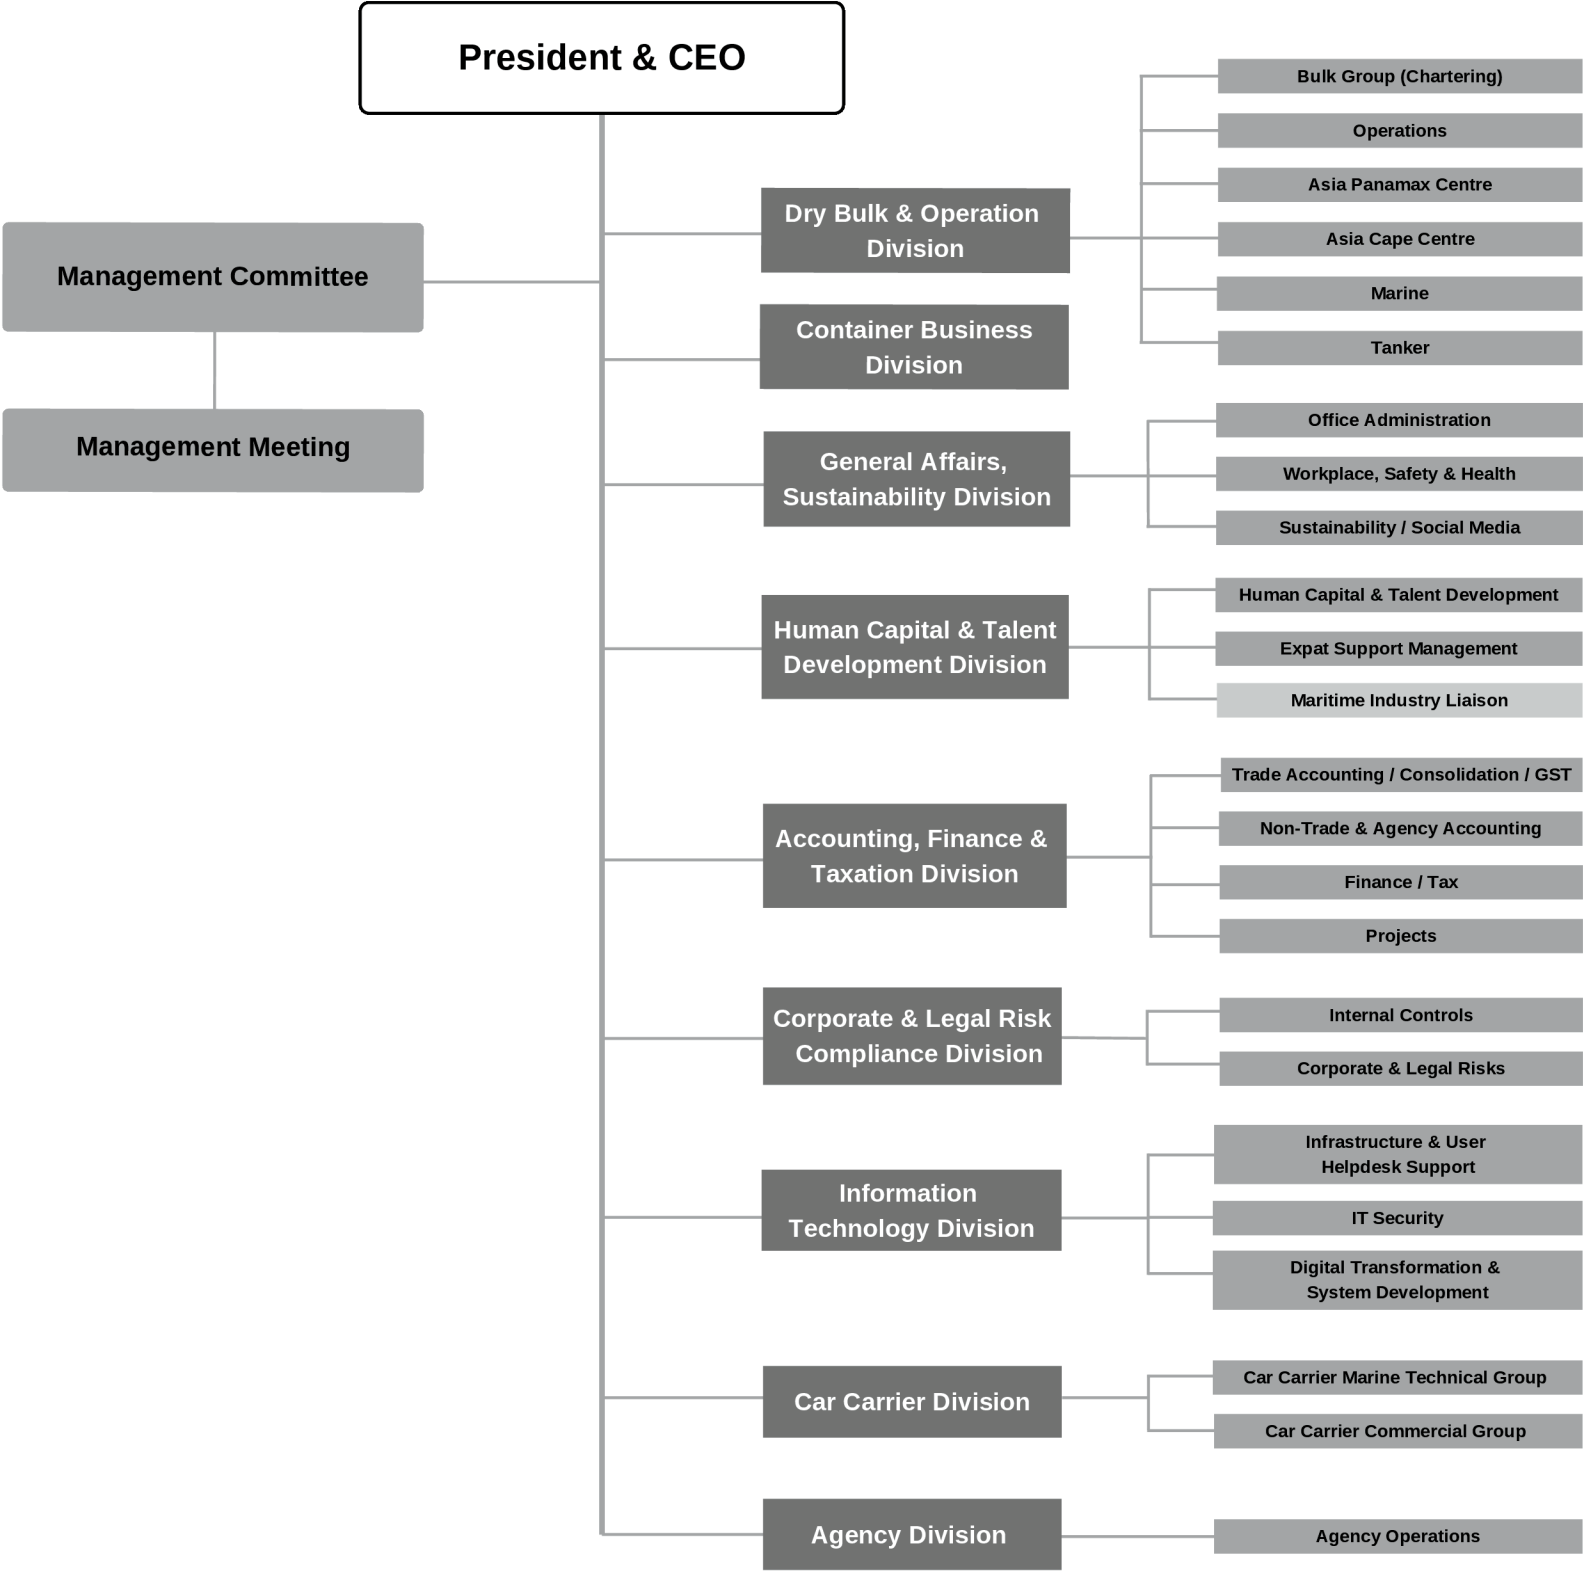 President & CEO
Management Committee
Management Meeting
Dry Bulk & Operation
Division
Bulk Group (Chartering)
Operations
Asia Panamax Centre
Asia Cape Centre
Marine
Tanker
Container Business
Division
General Affairs,
Sustainability Division
Office Administration
Workplace, Safety & Health
Sustainability / Social Media
Human Capital & Talent
Development Division
Human Capital & Talent Development
Expat Support Management
Maritime Industry Liaison
Accounting, Finance &
Taxation Division
Trade Accounting / Consolidation / GST
Non-Trade & Agency Accounting
Finance / Tax
Projects
Corporate & Legal Risk
Compliance Division
Internal Controls
Corporate & Legal Risks
Information
Technology Division
Infrastructure & User
Helpdesk Support
IT Security
Digital Transformation &
System Development
Car Carrier Division
Car Carrier Marine Technical Group
Car Carrier Commercial Group
Agency Division
Agency Operations